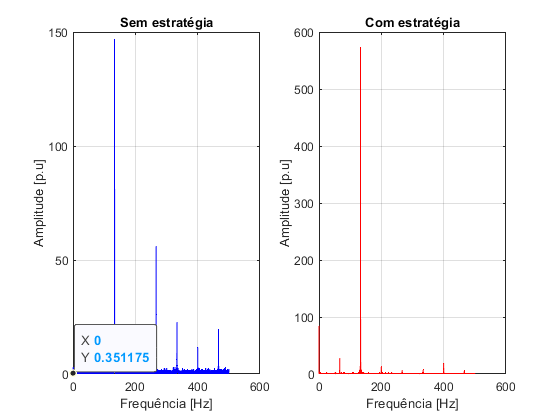 Sem estratégia
150
100
50
0
Amplitude [p.u]
X 0
Y 0.351175
0 200 400 600
Frequência [Hz]
Com estratégia
600
500
400
300
200
100
0
Amplitude [p.u]
0 200 400 600
Frequência [Hz]